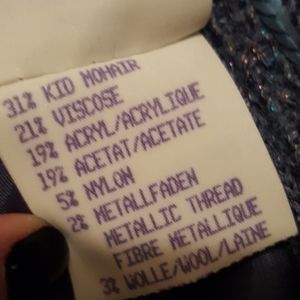 31% KID MOHAIR
21% VISCOSE
19% ACRYL/ACRYLIQUE
19% ACETAT/ACETATE
5% NYLON
2% METALLFADEN
METALLIC THREAD
FIBRE METALLIQUE
3% WOLLE/WOOL/LAINE